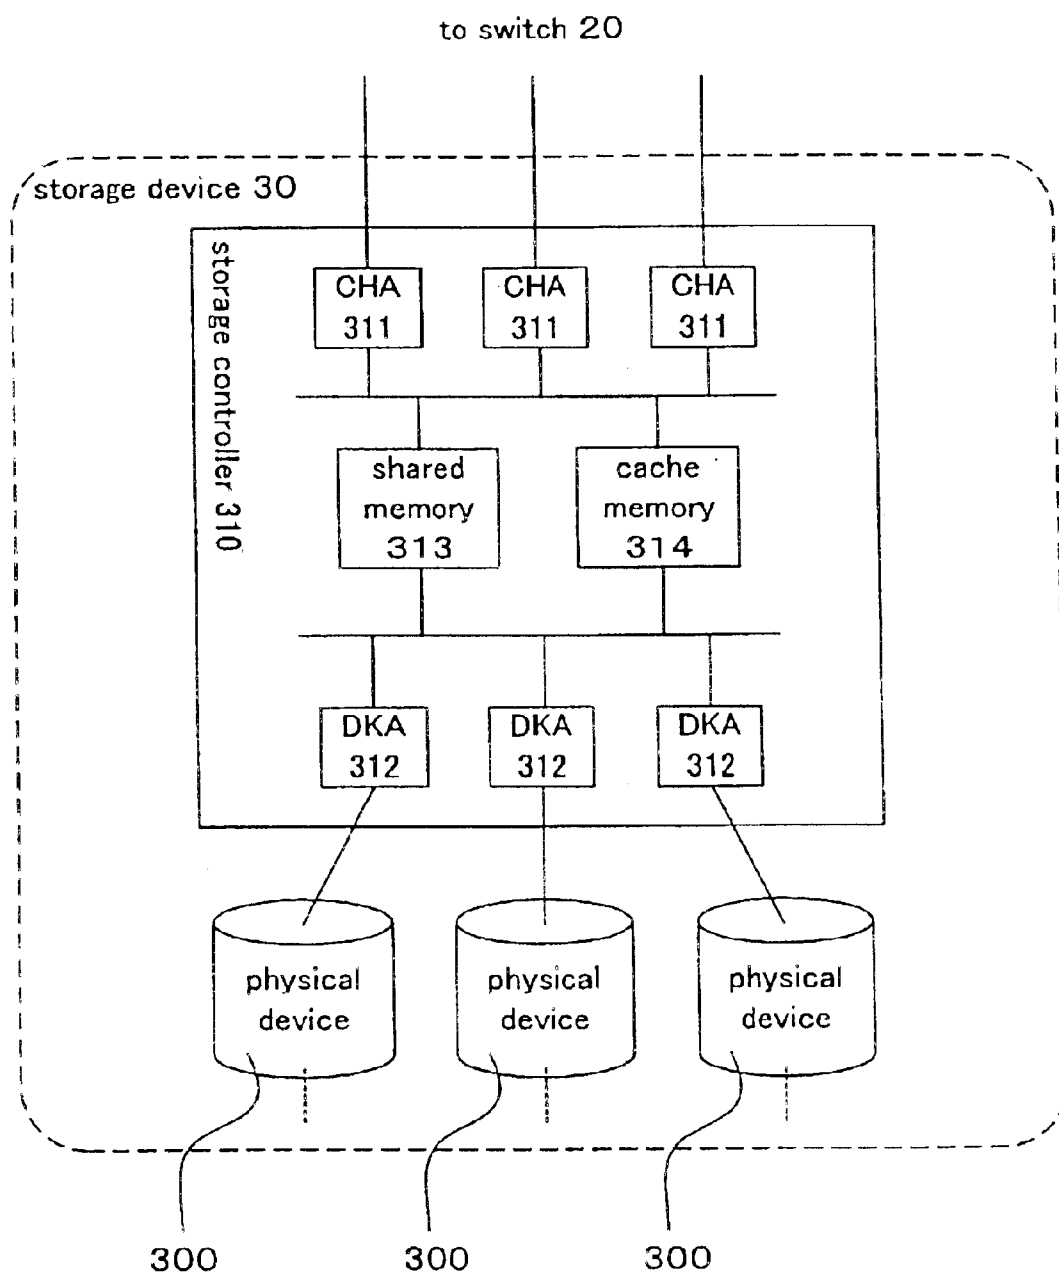 to switch 20
storage device 30
storage controller 310
CHA
311
CHA
311
CHA
311
shared
memory
313
cache
memory
314
DKA
312
DKA
312
DKA
312
physical
device
physical
device
physical
device
300
300
300